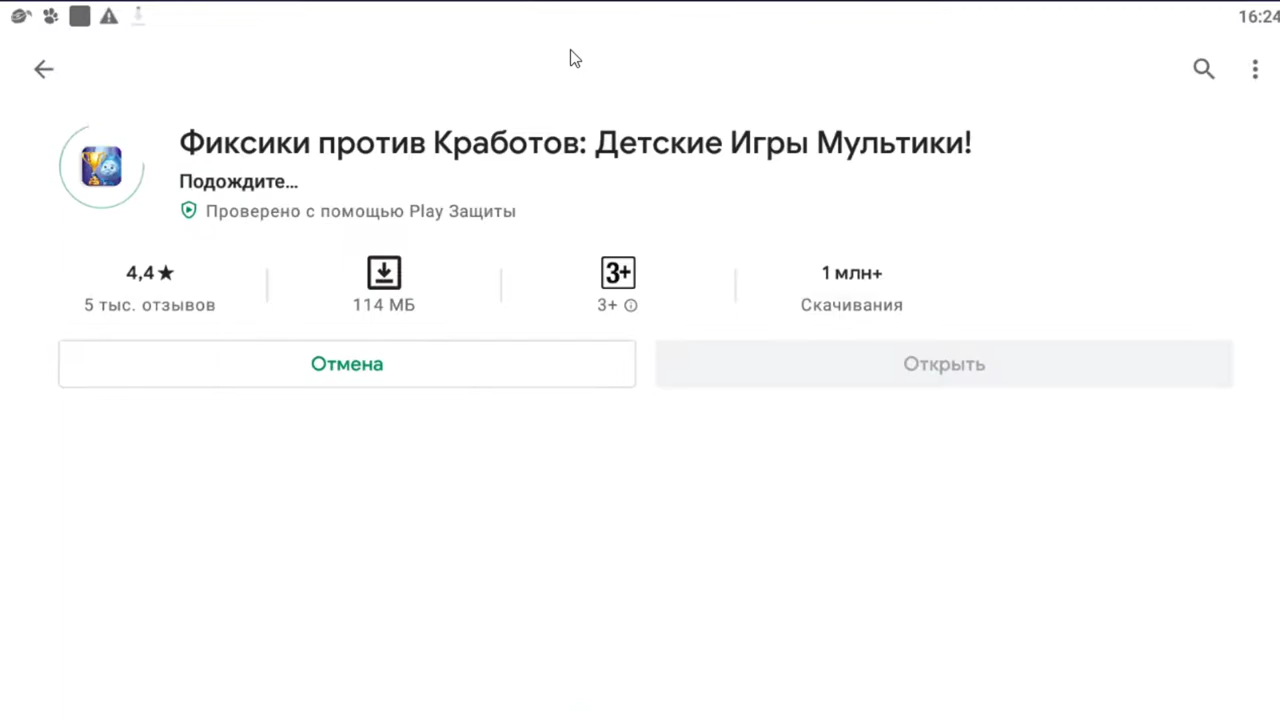 16:24
Фиксики против Кработов: Детские Игры Мультики!
Подождите...
Проверено с помощью Play Защиты
4,4★ 3+ 1 млн+
5 тыс. отзывов 114 МБ 3+ Скачивания
Отмена Открыть